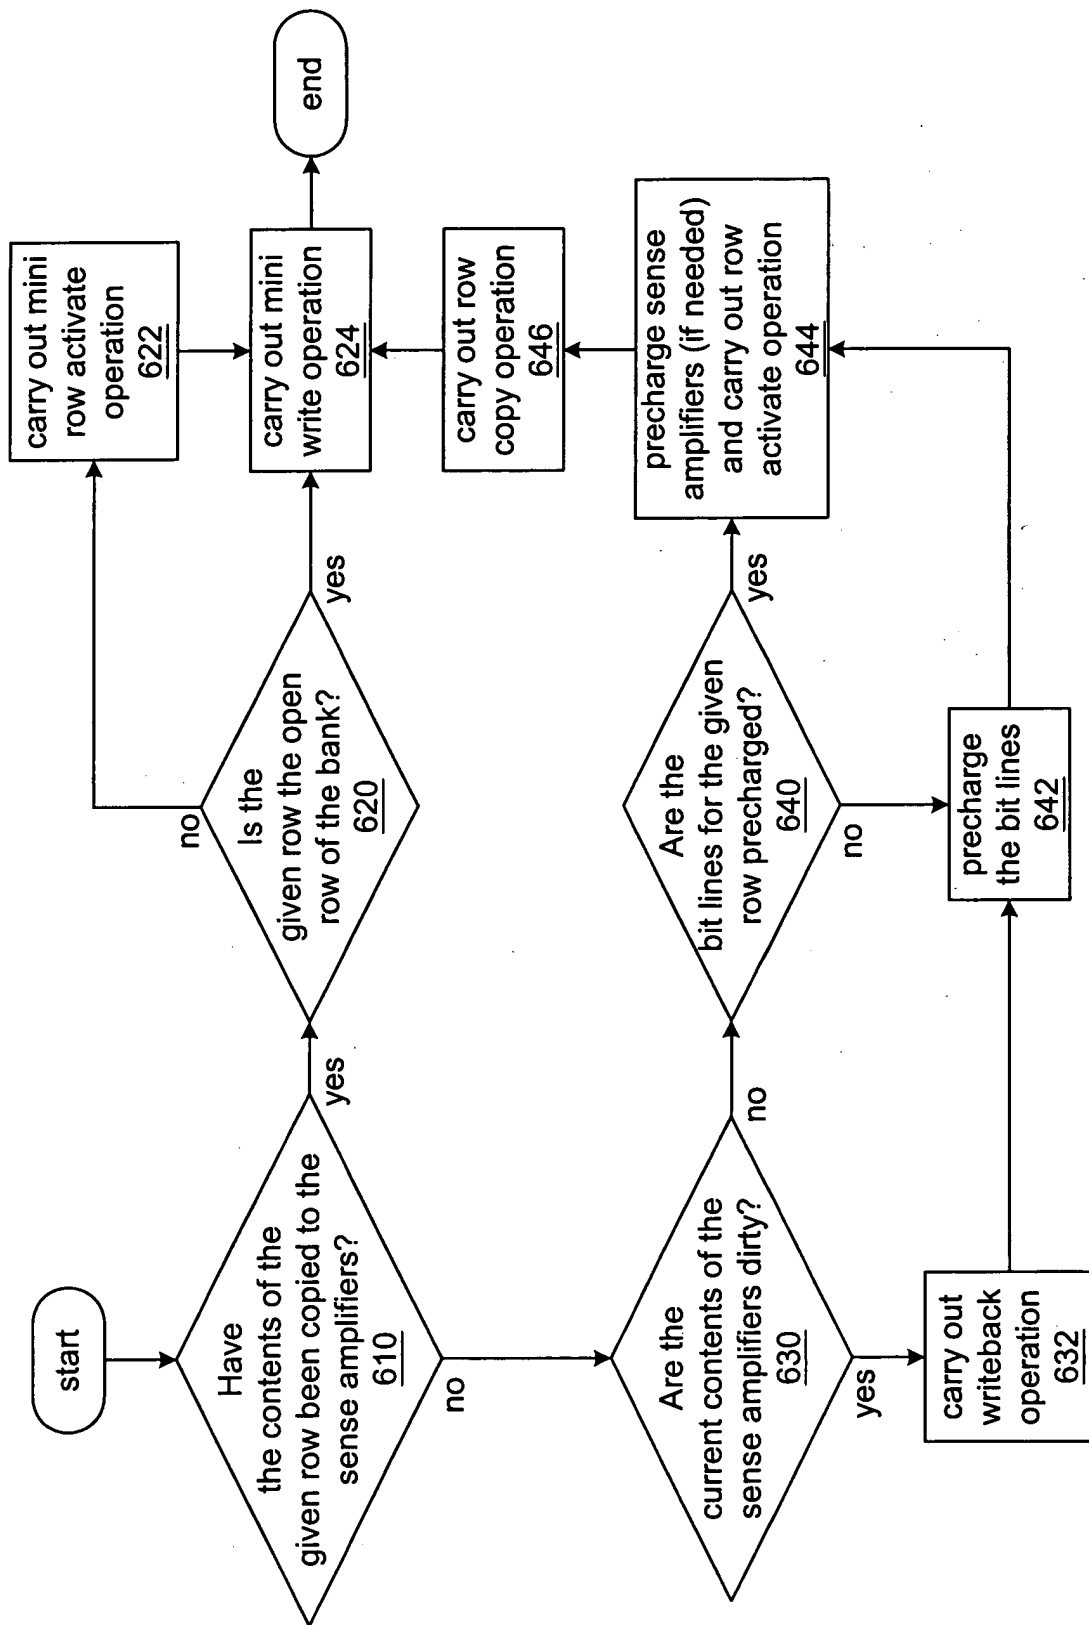 start
Have
the contents of the
given row been copied to the
sense amplifiers?
610
yes
no
Is the
given row the open
row of the bank?
620
no
yes
carry out mini
row activate
operation
622
carry out mini
write operation
624
end
Are the
current contents of the
sense amplifiers dirty?
630
no
yes
carry out
writeback
operation
632
Are the
bit lines for the given
row precharged?
640
yes
no
precharge
the bit lines
642
precharge sense
amplifiers (if needed)
and carry out row
activate operation
644
carry out row
copy operation
646